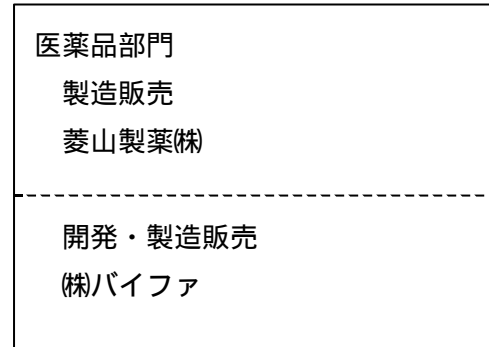 医薬品部門
製造販売
菱山製薬㈱
開発・製造販売
㈱バイファ